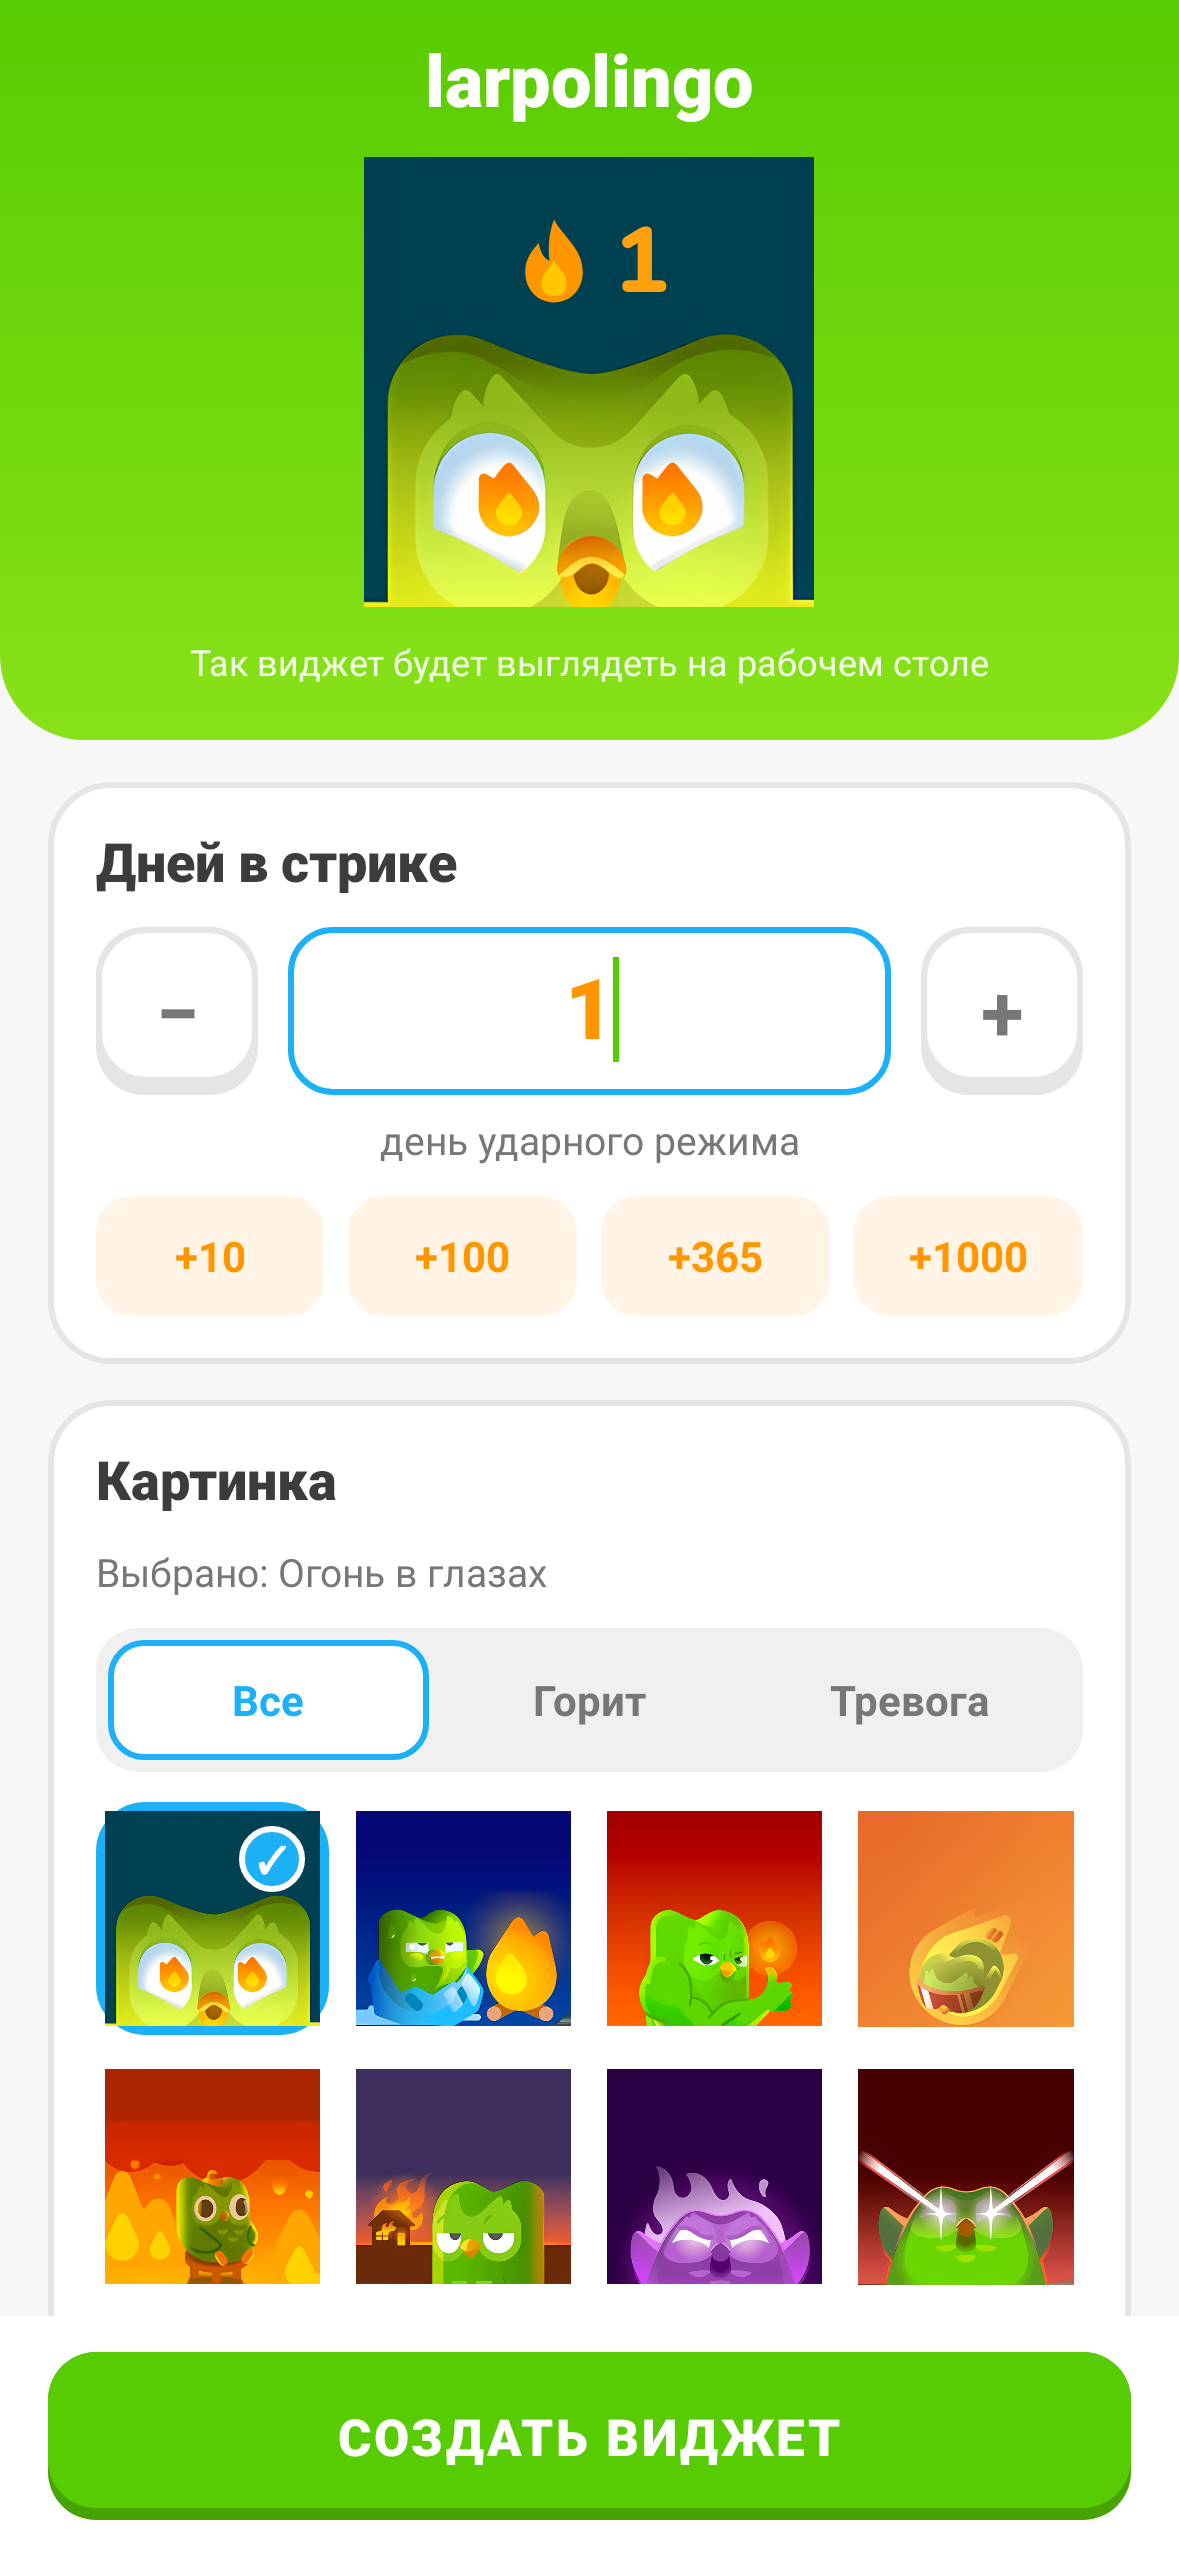 larpolingo
1
Так виджет будет выглядеть на рабочем столе
Дней в стрике
− 1 +
день ударного режима
+10 +100 +365 +1000
Картинка
Выбрано: Огонь в глазах
Все Горит Тревога
СОЗДАТЬ ВИДЖЕТ